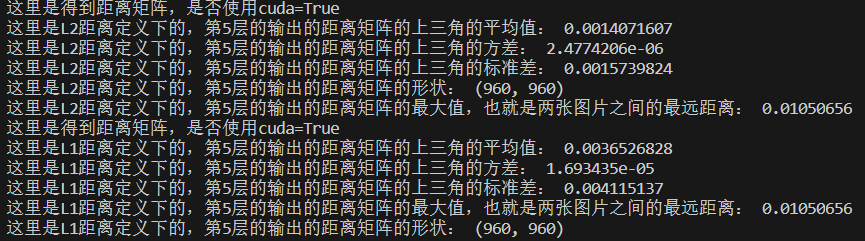 这里是得到距离矩阵，是否使用cuda=True
这里是L2距离定义下的，第5层的输出的距离矩阵的上三角的平均值： 0.0014071607
这里是L2距离定义下的，第5层的输出的距离矩阵的上三角的方差： 2.4774206e-06
这里是L2距离定义下的，第5层的输出的距离矩阵的上三角的标准差： 0.0015739824
这里是L2距离定义下的，第5层的输出的距离矩阵的形状： (960, 960)
这里是L2距离定义下的，第5层的输出的距离矩阵的最大值，也就是两张图片之间的最远距离： 0.01050656
这里是得到距离矩阵，是否使用cuda=True
这里是L1距离定义下的，第5层的输出的距离矩阵的上三角的平均值： 0.0036526828
这里是L1距离定义下的，第5层的输出的距离矩阵的上三角的方差： 1.693435e-05
这里是L1距离定义下的，第5层的输出的距离矩阵的上三角的标准差： 0.004115137
这里是L1距离定义下的，第5层的输出的距离矩阵的最大值，也就是两张图片之间的最远距离： 0.01050656
这里是L1距离定义下的，第5层的输出的距离矩阵的形状： (960, 960)